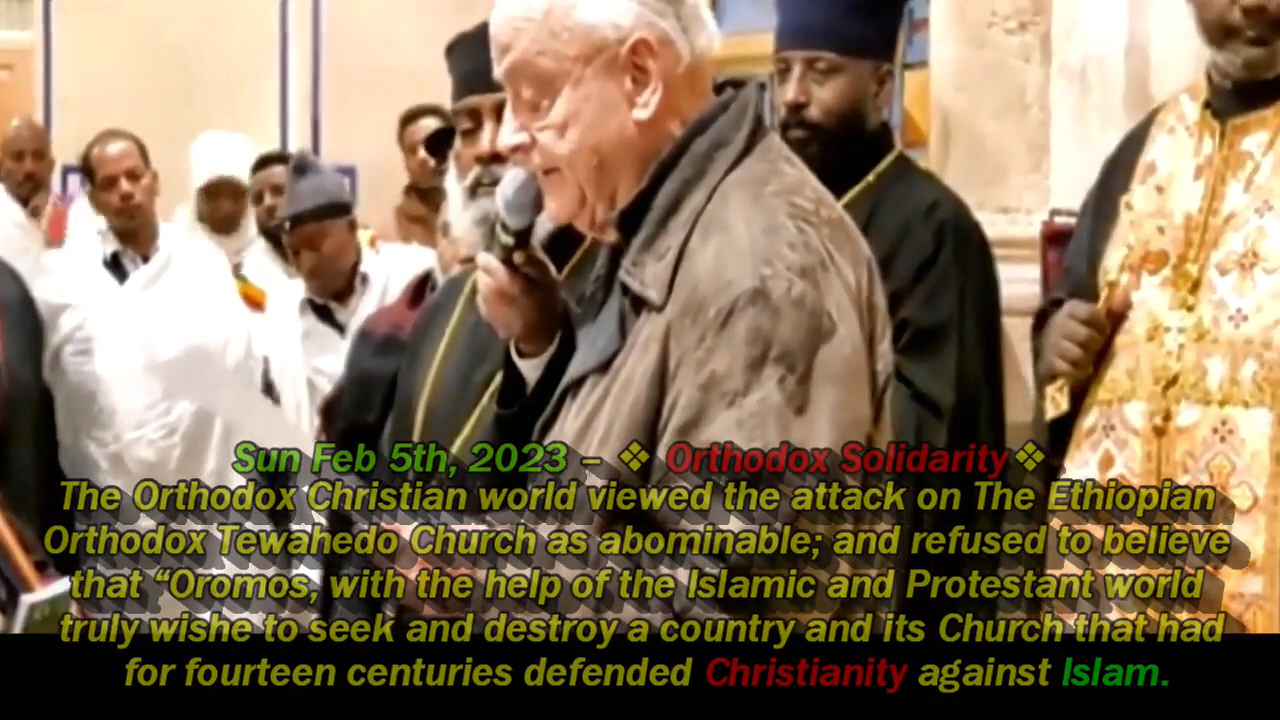 Sun Feb 5th, 2023 – ❖ Orthodox Solidarity❖
The Orthodox Christian world viewed the attack on The Ethiopian
Orthodox Tewahedo Church as abominable; and refused to believe
that “Oromos, with the help of the Islamic and Protestant world
truly wishe to seek and destroy a country and its Church that had
for fourteen centuries defended Christianity against Islam.